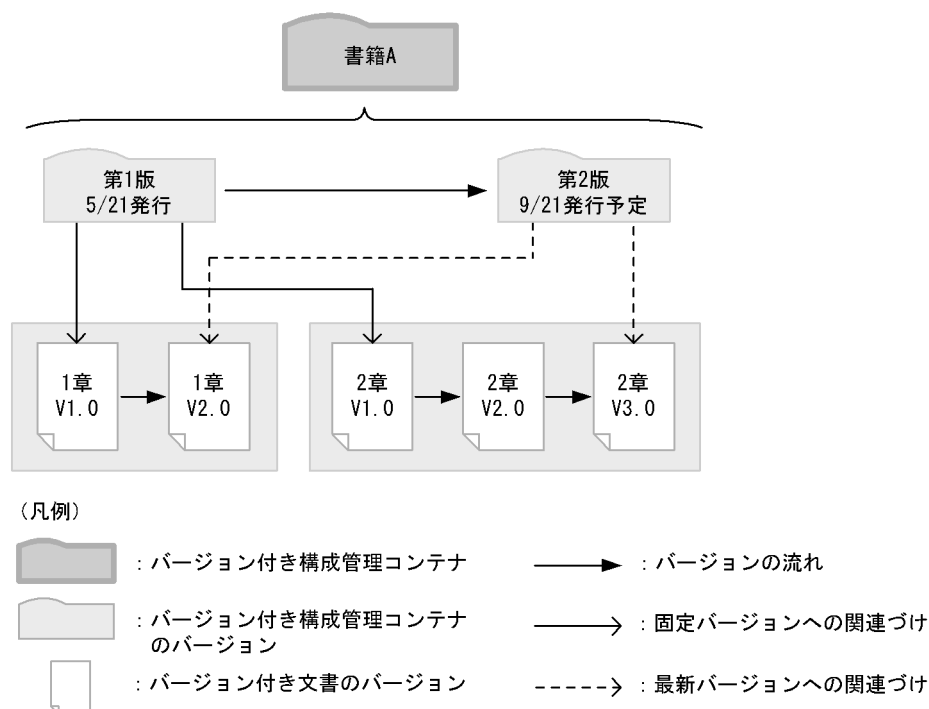 書籍A
第1版
5/21発行
第2版
9/21発行予定
1章
V1.0
1章
V2.0
2章
V1.0
2章
V2.0
2章
V3.0
(凡例)
：バージョン付き構成管理コンテナ
：バージョン付き構成管理コンテナ
のバージョン
：バージョン付き文書のバージョン
：バージョンの流れ
：固定バージョンへの関連づけ
：最新バージョンへの関連づけ